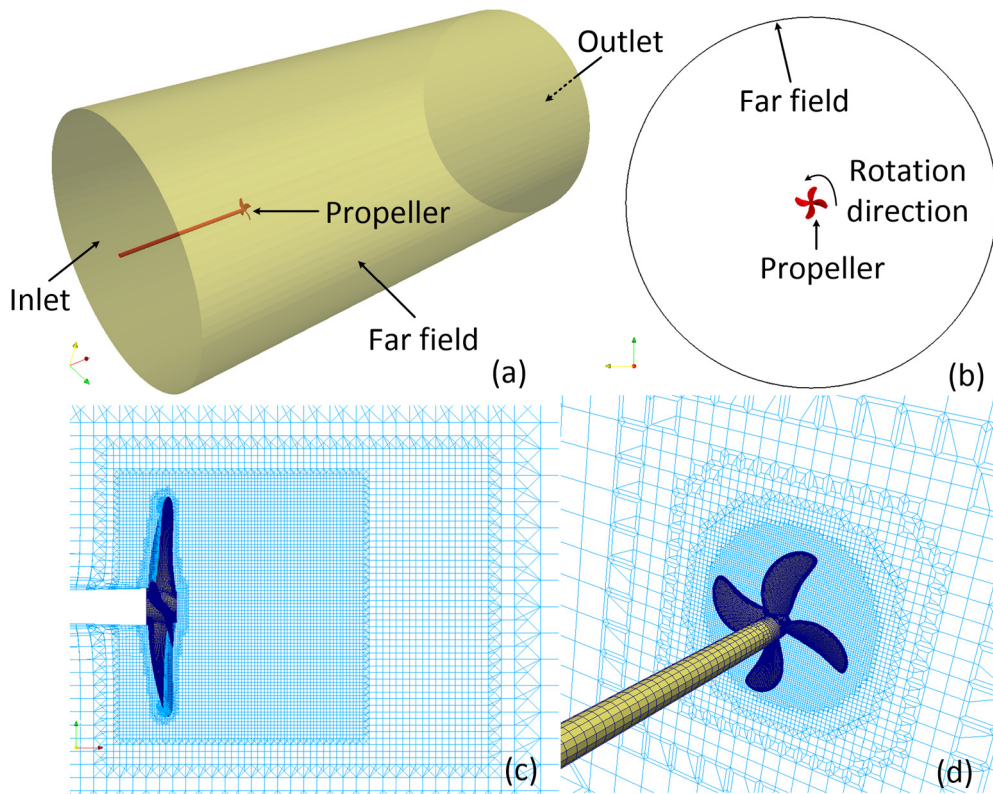 Outlet
Propeller
Inlet
Far field
(a)
Far field
Rotation
direction
Propeller
(b)
(c)
(d)